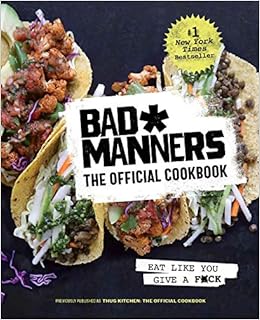 #1
New York
Times
Bestseller
BAD*
MANNERS
THE OFFICIAL COOKBOOK
EAT LIKE YOU
GIVE A F*CK
PREVIOUSLY PUBLISHED AS THUG KITCHEN: THE OFFICIAL COOKBOOK